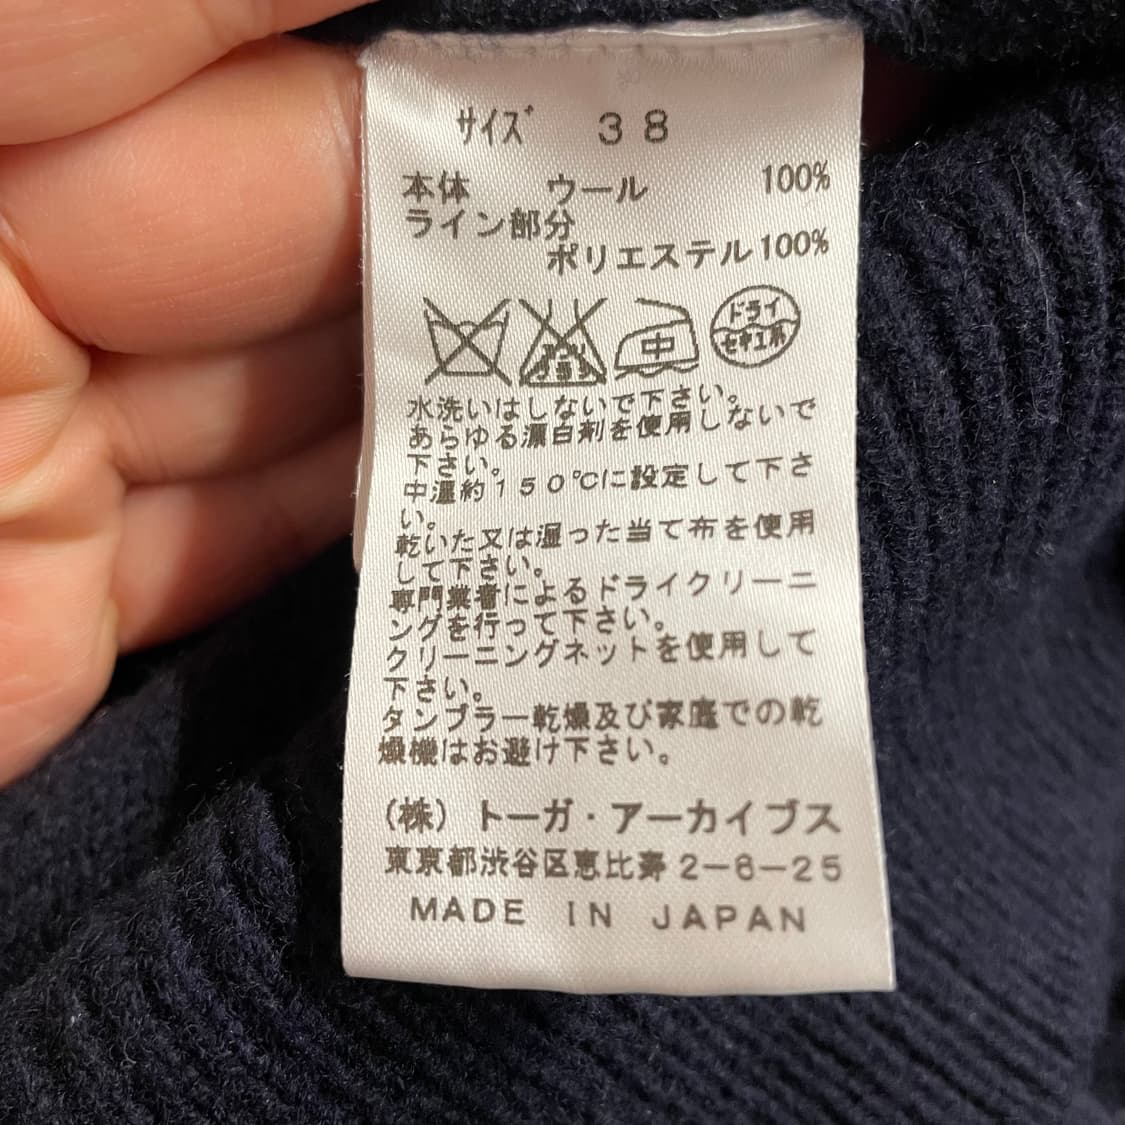 サイズ 38
本体 ウール 100%
ライン部分
ポリエステル100%
中 ドライ
セキユ系
水洗いはしないで下さい。
あらゆる漂白剤を使用しないで
下さい。
中温約150℃に設定して下さ
い。
乾いた又は湿った当て布を使用
して下さい。
専門業者によるドライクリーニ
ングを行って下さい。
クリーニングネットを使用して
下さい。
タンブラー乾燥及び家庭での乾
燥機はお避け下さい。
(株)トーガ・アーカイブス
東京都渋谷区恵比寿2-6-25
MADE IN JAPAN